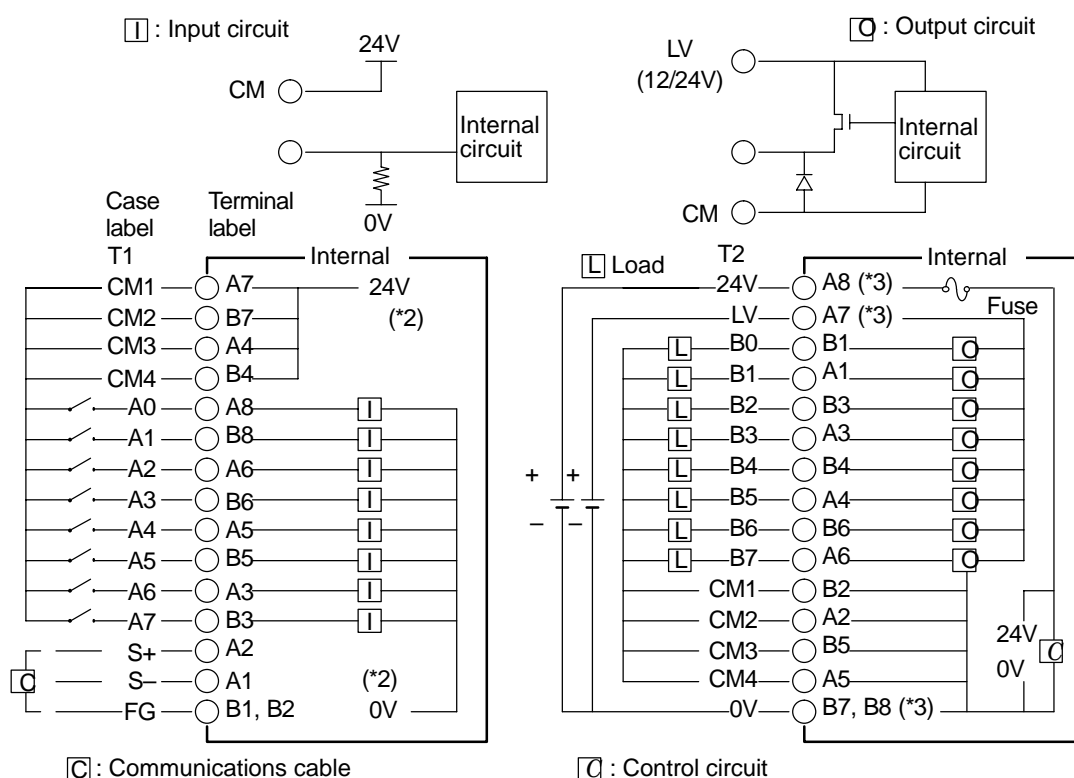 I : Input circuit
O : Output circuit
24V
CM
Internal
circuit
0V
LV
(12/24V)
Internal
circuit
CM
Case
label
Terminal
label
T1
Internal
CM1 A7 24V
CM2 B7 (*2)
CM3 A4
CM4 B4
A0 A8 I
A1 B8 I
A2 A6 I
A3 B6 I
A4 A5 I
A5 B5 I
A6 A3 I
A7 B3 I
S+ A2
C S– A1 (*2)
FG B1, B2 0V
C : Communications cable
L Load
T2
Internal
24V A8 (*3)
Fuse
LV A7 (*3)
L B0 B1 O
L B1 A1 O
L B2 B3 O
L B3 A3 O
L B4 B4 O
L B5 A4 O
L B6 B6 O
L B7 A6 O
+ +
– –
CM1 B2
CM2 A2
CM3 B5
CM4 A5
24V
0V
C
0V B7, B8 (*3)
C : Control circuit